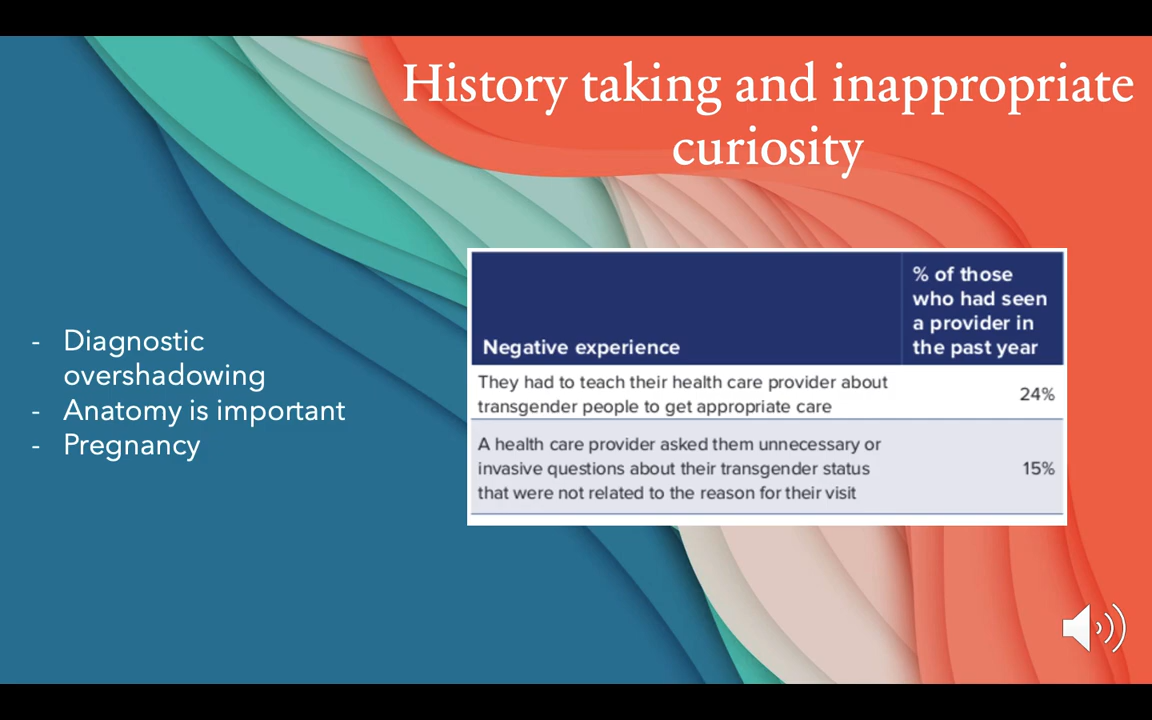 History taking and inappropriate
curiosity
- Diagnostic
overshadowing
- Anatomy is important
- Pregnancy
Negative experience
% of those
who had seen
a provider in
the past year
They had to teach their health care provider about
transgender people to get appropriate care
24%
A health care provider asked them unnecessary or
invasive questions about their transgender status
that were not related to the reason for their visit
15%